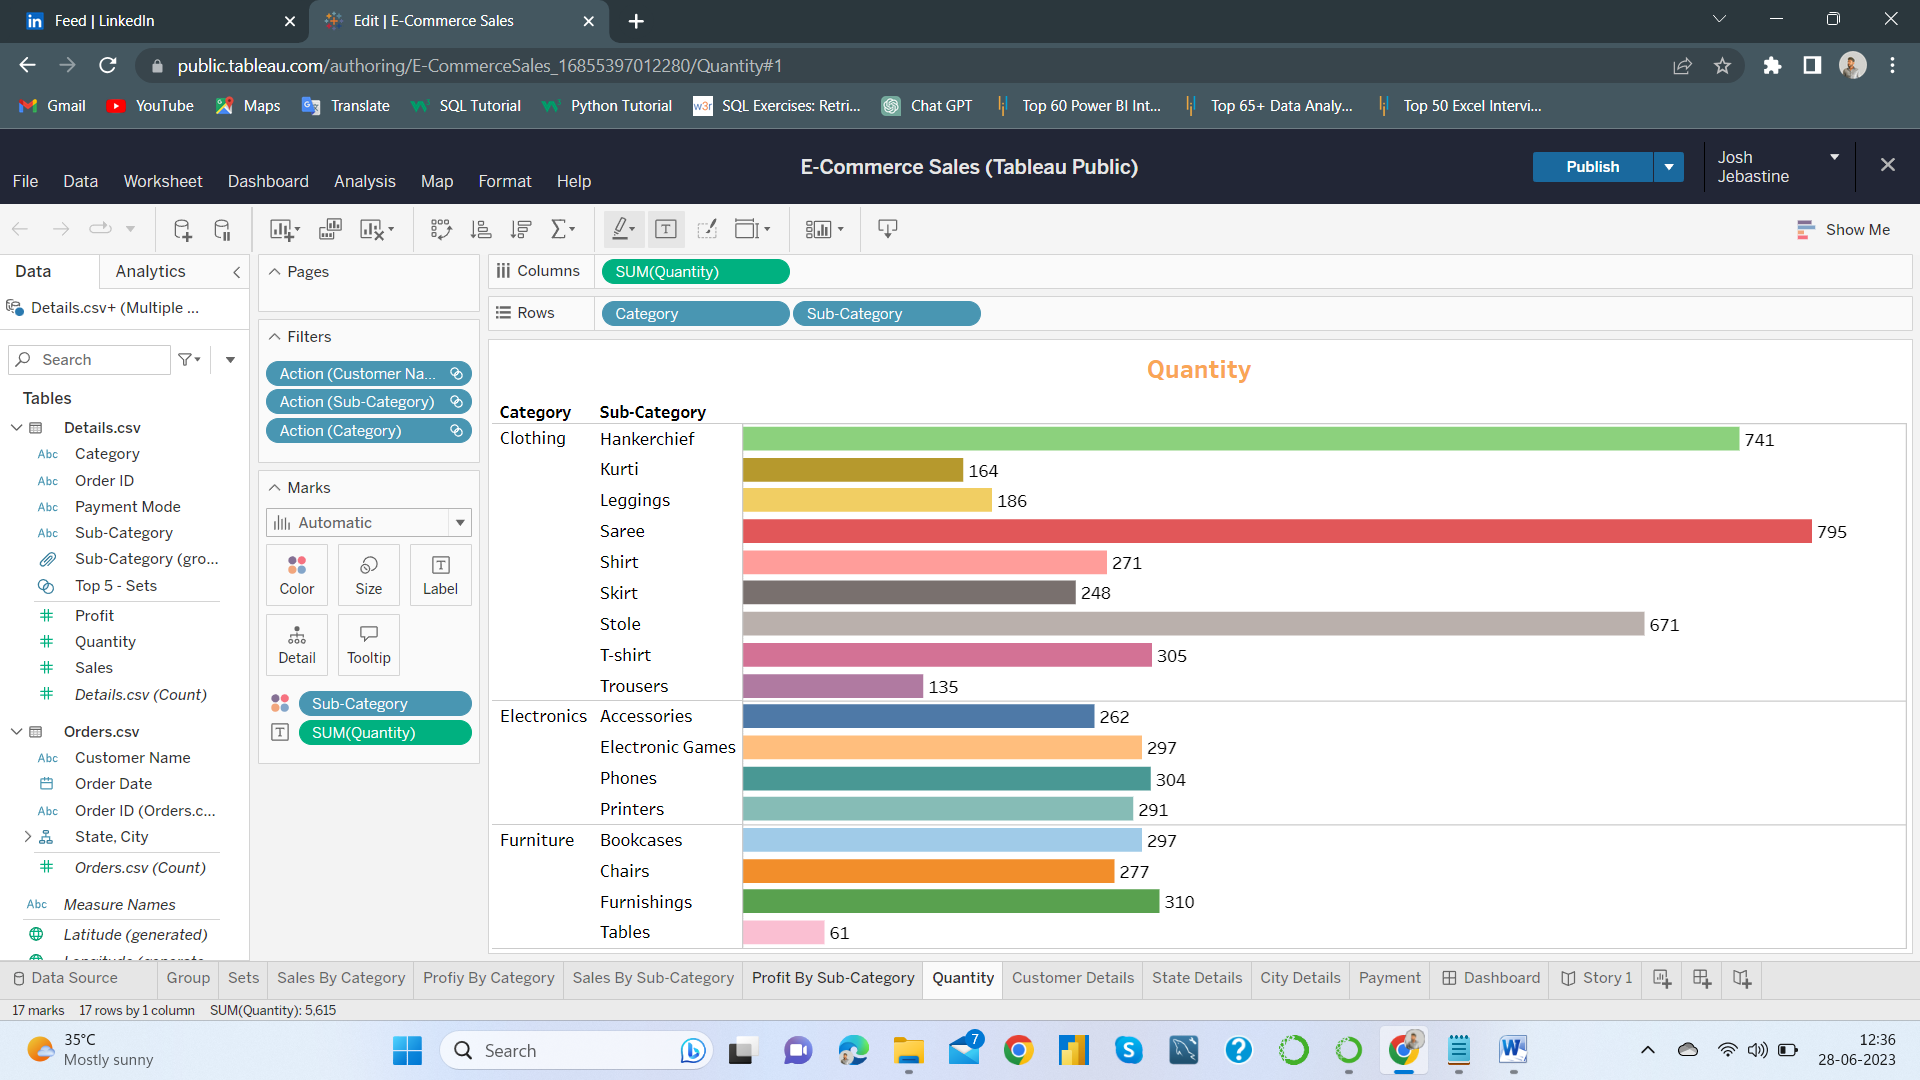 Feed | LinkedIn
Edit | E-Commerce Sales
public.tableau.com/authoring/E-CommerceSales_16855397012280/Quantity#1
Gmail YouTube Maps Translate SQL Tutorial Python Tutorial SQL Exercises: Retri... Chat GPT Top 60 Power BI Int... Top 65+ Data Analy... Top 50 Excel Intervi...
E-Commerce Sales (Tableau Public)
Publish
Josh
Jebastine
File Data Worksheet Dashboard Analysis Map Format Help
Show Me
Data
Analytics
Details.csv+ (Multiple ...
Search
Tables
Details.csv
Abc Category
Abc Order ID
Abc Payment Mode
Abc Sub-Category
Sub-Category (gro...
Top 5 - Sets
Profit
Quantity
Sales
Details.csv (Count)
Orders.csv
Abc Customer Name
Order Date
Abc Order ID (Orders.c...
State, City
Orders.csv (Count)
Abc Measure Names
Latitude (generated)
Pages
Filters
Action (Customer Na...
Action (Sub-Category)
Action (Category)
Marks
Automatic
Color Size Label
Detail Tooltip
Sub-Category
SUM(Quantity)
Columns SUM(Quantity)
Rows Category Sub-Category
Quantity
Category Sub-Category
Clothing Hankerchief 741
Kurti 164
Leggings 186
Saree 795
Shirt 271
Skirt 248
Stole 671
T-shirt 305
Trousers 135
Electronics Accessories 262
Electronic Games 297
Phones 304
Printers 291
Furniture Bookcases 297
Chairs 277
Furnishings 310
Tables 61
Data Source Group Sets Sales By Category Profiy By Category Sales By Sub-Category Profit By Sub-Category Quantity Customer Details State Details City Details Payment Dashboard Story 1
17 marks 17 rows by 1 column SUM(Quantity): 5,615
35°C
Mostly sunny
Search
7
12:36
28-06-2023